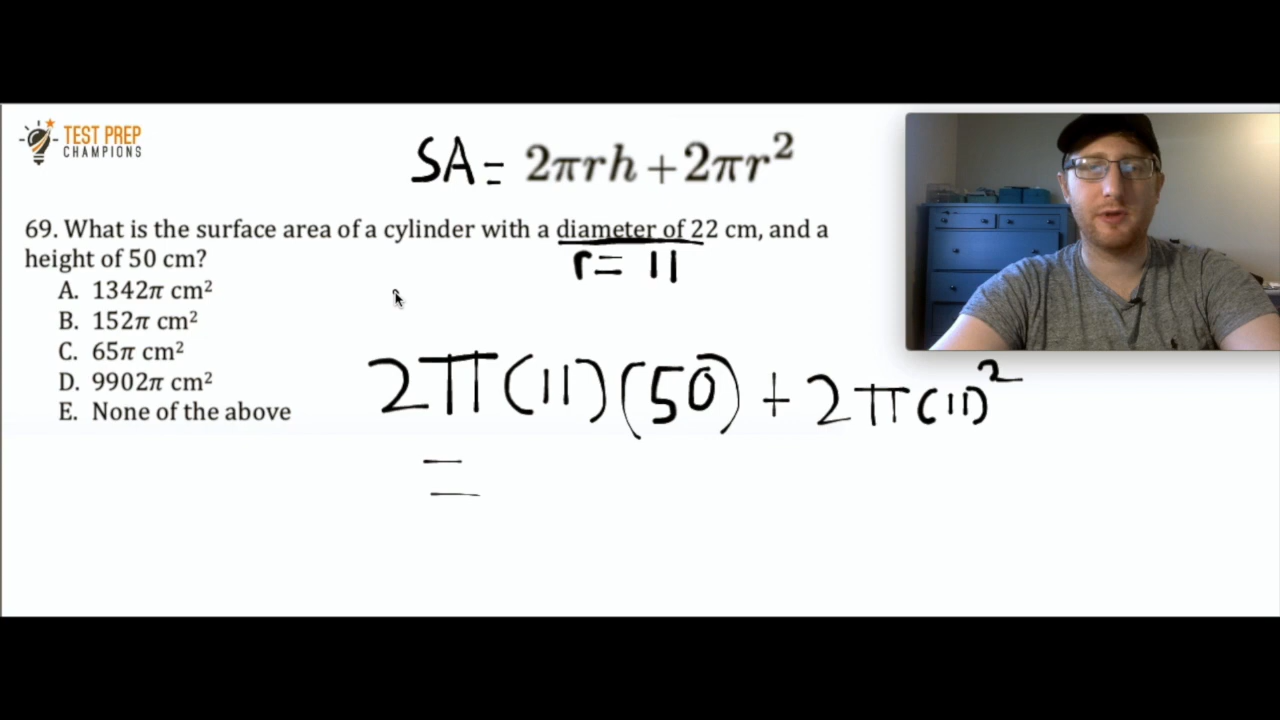 TEST PREP
CHAMPIONS
SA = 2πrh + 2πr²
69. What is the surface area of a cylinder with a diameter of 22 cm, and a
height of 50 cm?
r = 11
A. 1342π cm²
B. 152π cm²
C. 65π cm²
D. 9902π cm²
E. None of the above
2π(11)(50) + 2π(11)²
=